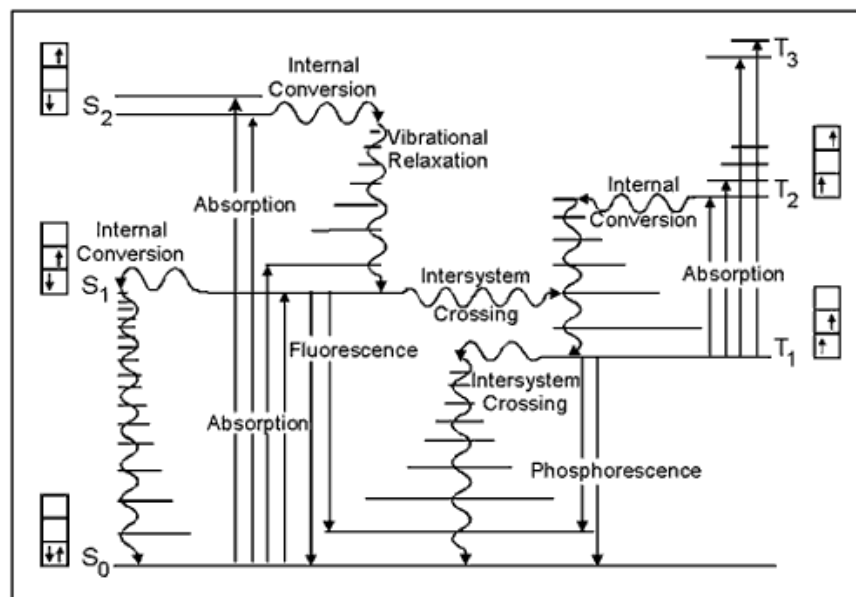 T3
Internal
Conversion
S2
Vibrational
Relaxation
Internal
Conversion
T2
Absorption
Internal
Conversion
S1
Intersystem
Crossing
Absorption
Fluorescence
T1
Intersystem
Crossing
Absorption
Phosphorescence
S0